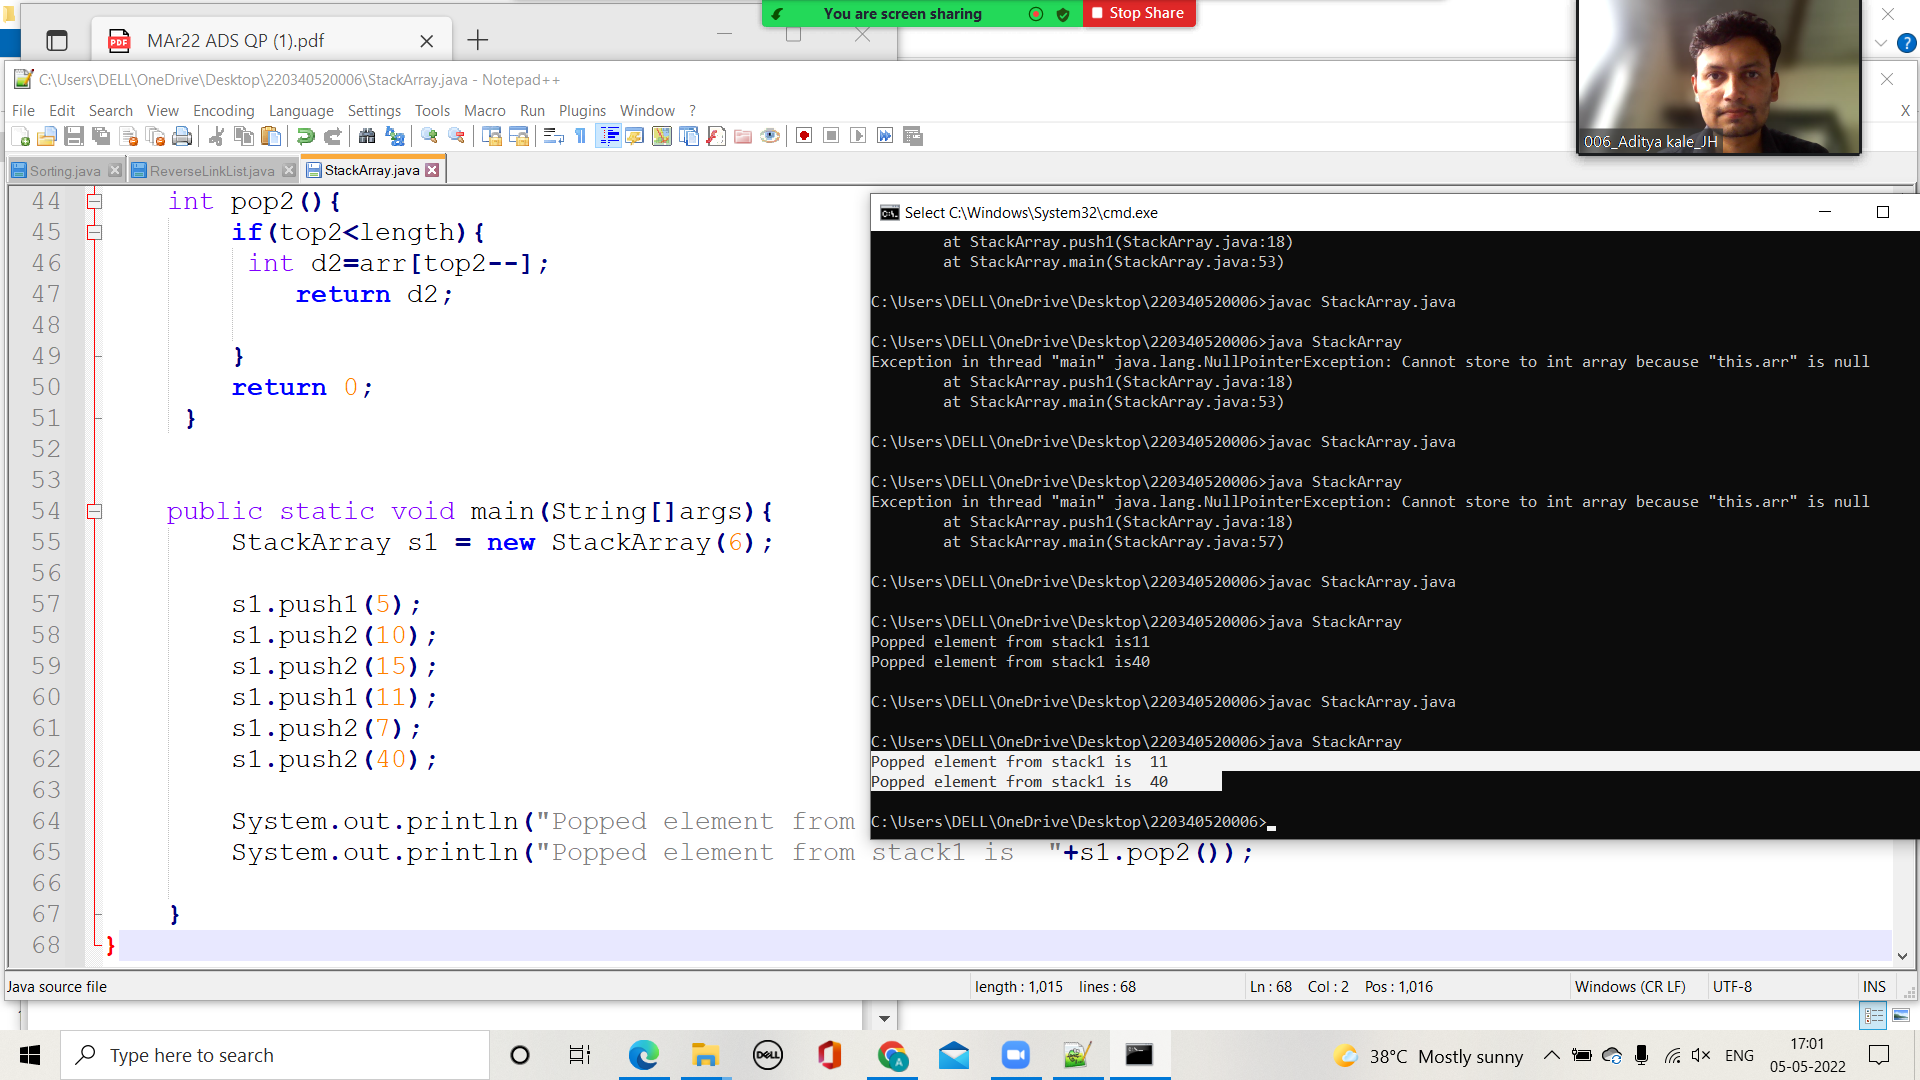 You are screen sharing
Stop Share
MAr22 ADS QP (1).pdf
C:\Users\DELL\OneDrive\Desktop\220340520006\StackArray.java - Notepad++
File Edit Search View Encoding Language Settings Tools Macro Run Plugins Window ?
X
006_Aditya kale_JH
Sorting.java ReverseLinkList.java StackArray.java
44 int pop2(){
45 if(top2<length){
46 int d2=arr[top2--];
47 return d2;
48
49 }
50 return 0;
51 }
52
53
54 public static void main(String[]args){
55 StackArray s1 = new StackArray(6);
56
57 s1.push1(5);
58 s1.push2(10);
59 s1.push2(15);
60 s1.push1(11);
61 s1.push2(7);
62 s1.push2(40);
63
64 System.out.println("Popped element from
65 System.out.println("Popped element from stack1 is  "+s1.pop2());
66
67 }
68 }
Select C:\Windows\System32\cmd.exe
at StackArray.push1(StackArray.java:18)
at StackArray.main(StackArray.java:53)
C:\Users\DELL\OneDrive\Desktop\220340520006>javac StackArray.java
C:\Users\DELL\OneDrive\Desktop\220340520006>java StackArray
Exception in thread "main" java.lang.NullPointerException: Cannot store to int array because "this.arr" is null
at StackArray.push1(StackArray.java:18)
at StackArray.main(StackArray.java:53)
C:\Users\DELL\OneDrive\Desktop\220340520006>javac StackArray.java
C:\Users\DELL\OneDrive\Desktop\220340520006>java StackArray
Exception in thread "main" java.lang.NullPointerException: Cannot store to int array because "this.arr" is null
at StackArray.push1(StackArray.java:18)
at StackArray.main(StackArray.java:57)
C:\Users\DELL\OneDrive\Desktop\220340520006>javac StackArray.java
C:\Users\DELL\OneDrive\Desktop\220340520006>java StackArray
Popped element from stack1 is11
Popped element from stack1 is40
C:\Users\DELL\OneDrive\Desktop\220340520006>javac StackArray.java
C:\Users\DELL\OneDrive\Desktop\220340520006>java StackArray
Popped element from stack1 is  11
Popped element from stack1 is  40
C:\Users\DELL\OneDrive\Desktop\220340520006>
Java source file length : 1,015 lines : 68 Ln : 68 Col : 2 Pos : 1,016 Windows (CR LF) UTF-8 INS
Type here to search
DELL
A
38°C Mostly sunny
ENG
17:01
05-05-2022